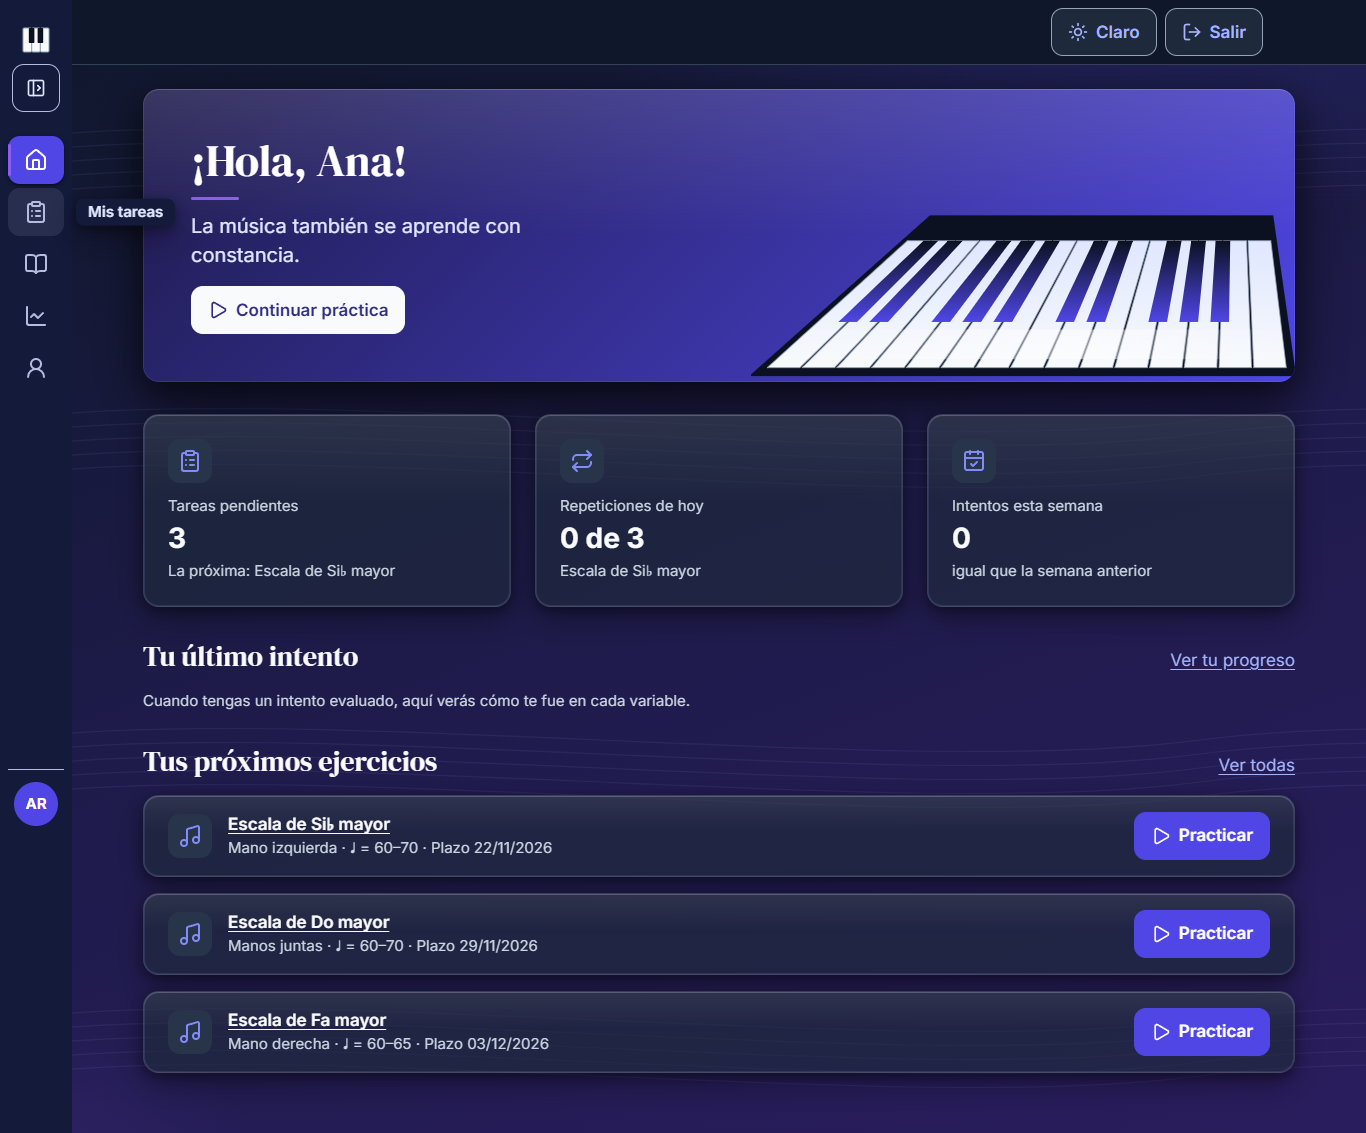 Claro
Salir
Mis tareas
¡Hola, Ana!
La música también se aprende con
constancia.
Continuar práctica
Tareas pendientes
3
La próxima: Escala de Si♭ mayor
Repeticiones de hoy
0 de 3
Escala de Si♭ mayor
Intentos esta semana
0
igual que la semana anterior
Tu último intento
Ver tu progreso
Cuando tengas un intento evaluado, aquí verás cómo te fue en cada variable.
Tus próximos ejercicios
Ver todas
Escala de Si♭ mayor
Mano izquierda · ♩ = 60–70 · Plazo 22/11/2026
Practicar
Escala de Do mayor
Manos juntas · ♩ = 60–70 · Plazo 29/11/2026
Practicar
Escala de Fa mayor
Mano derecha · ♩ = 60–65 · Plazo 03/12/2026
Practicar
AR